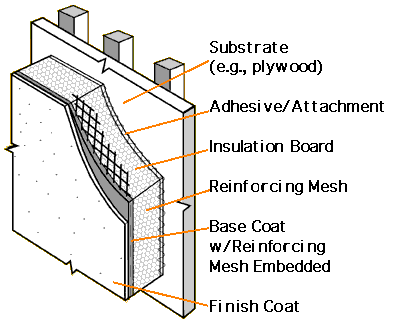 Substrate
(e.g., plywood)
Adhesive/Attachment
Insulation Board
Reinforcing Mesh
Base Coat
w/Reinforcing
Mesh Embedded
Finish Coat